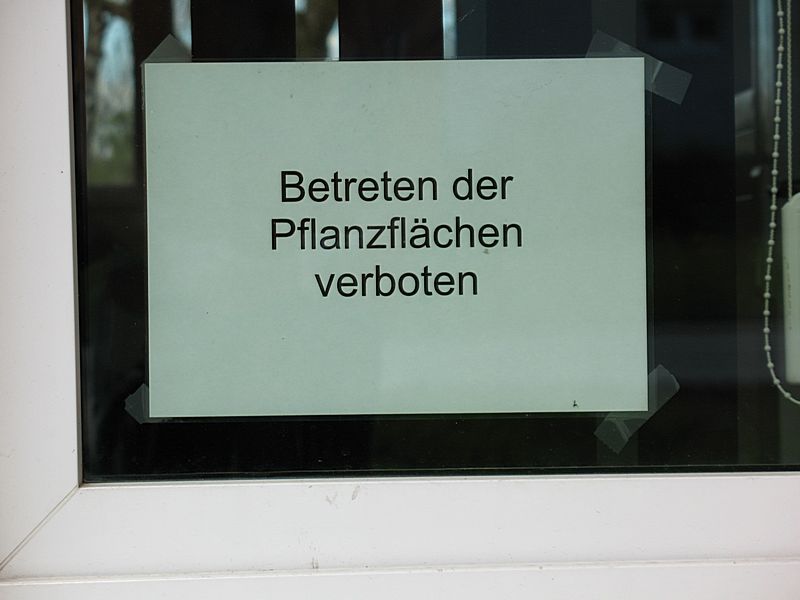 Betreten der
Pflanzflächen
verboten